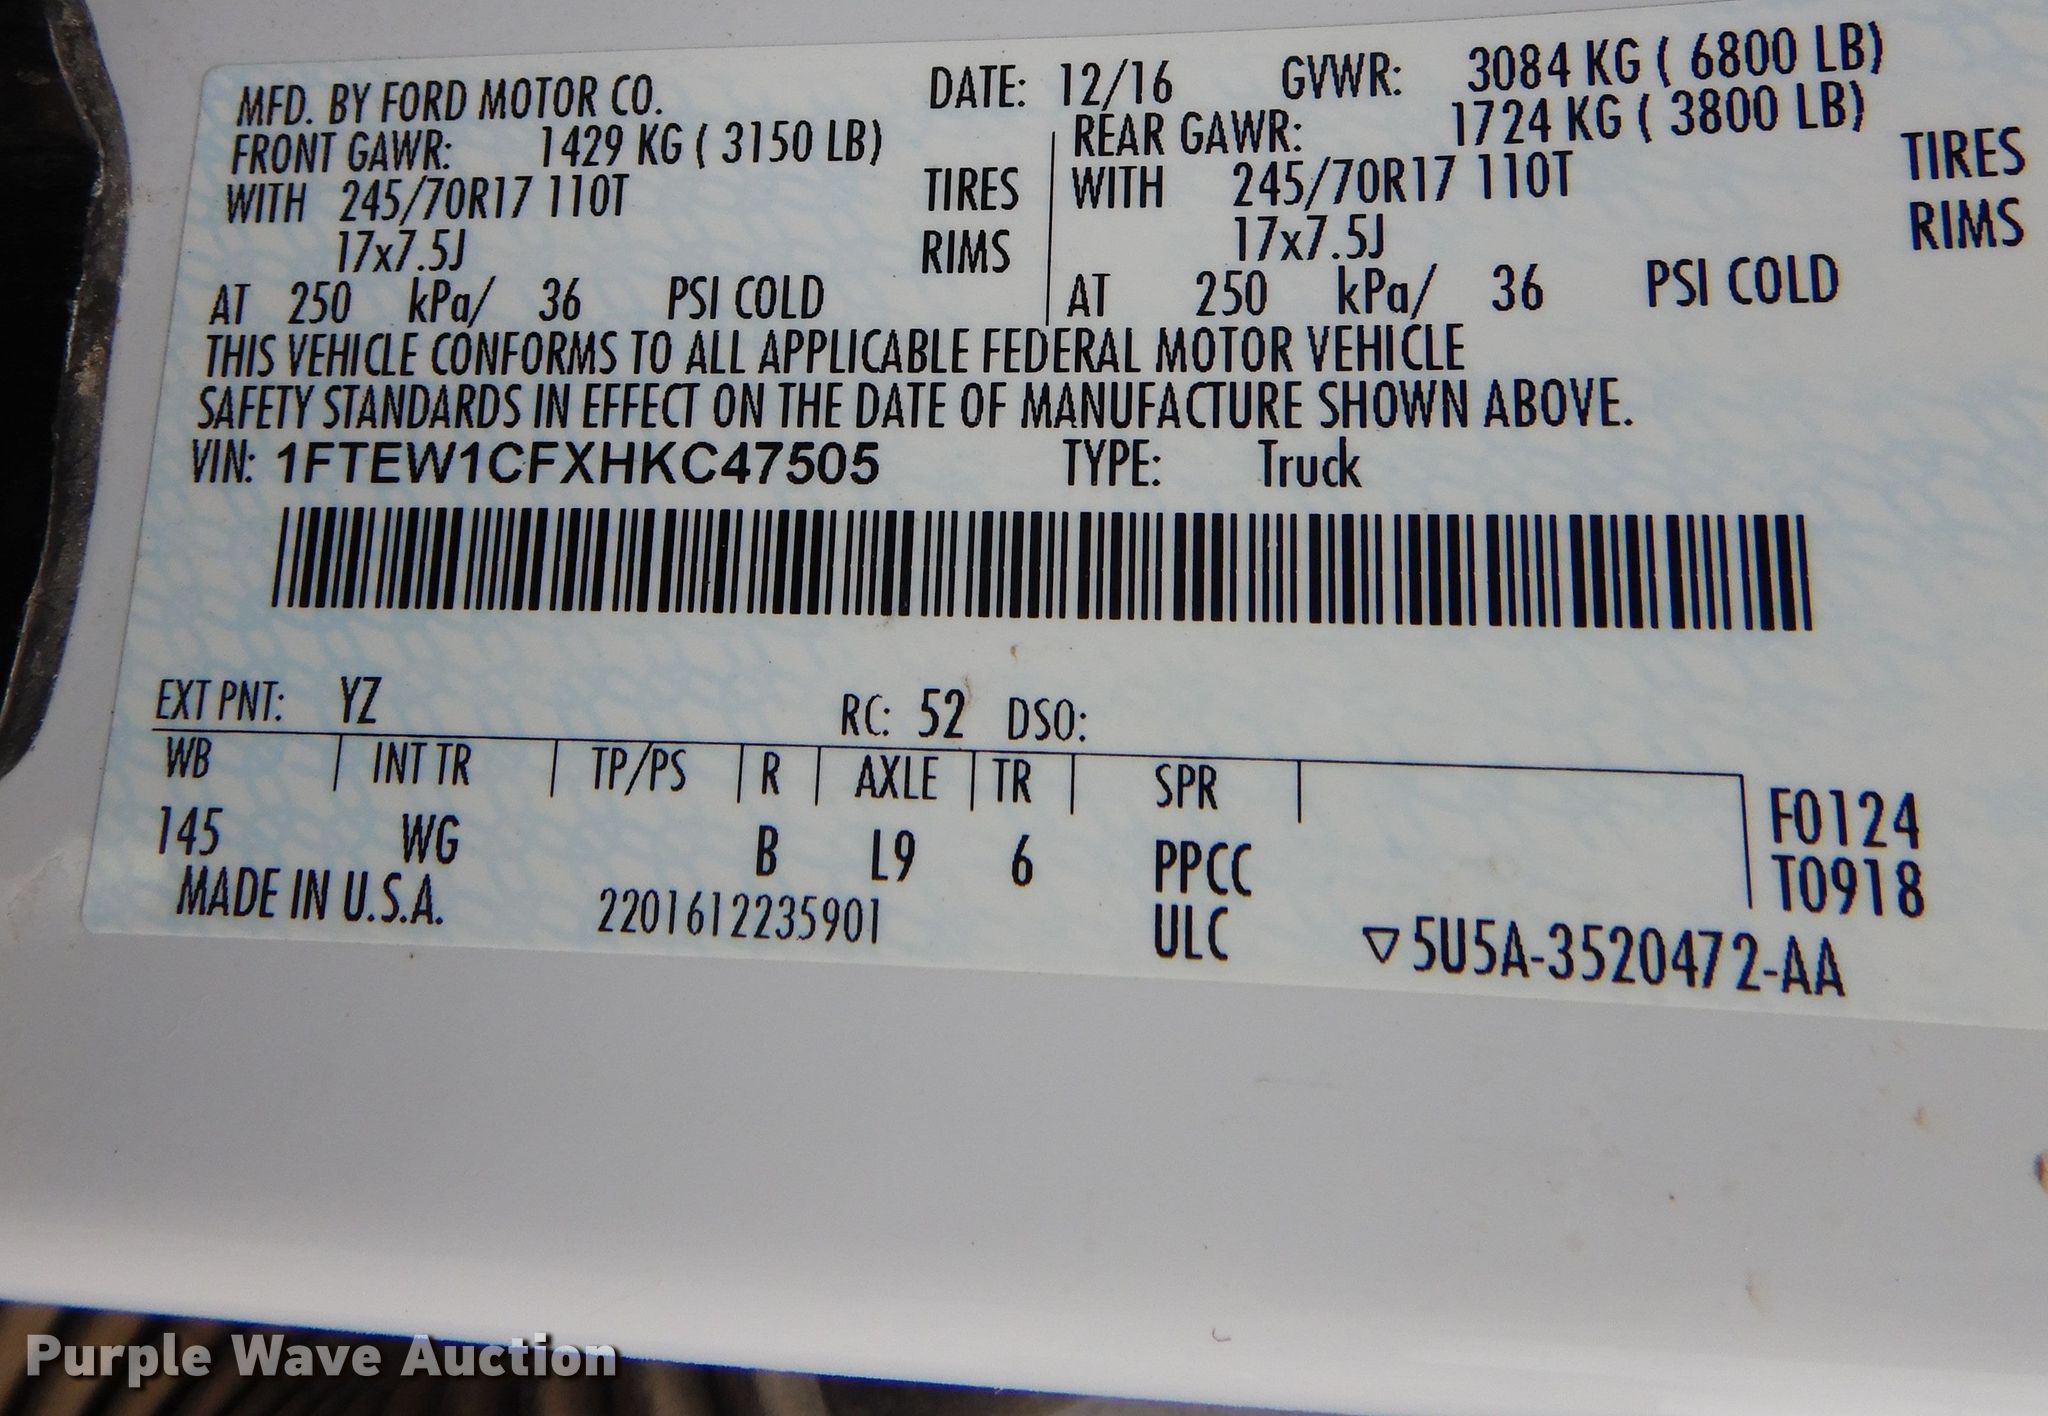 MFD. BY FORD MOTOR CO. DATE: 12/16 GVWR: 3084 KG ( 6800 LB)
FRONT GAWR: 1429 KG ( 3150 LB) REAR GAWR: 1724 KG ( 3800 LB)
WITH 245/70R17 110T TIRES WITH 245/70R17 110T TIRES
17x7.5J RIMS 17x7.5J RIMS
AT 250 kPa/ 36 PSI COLD AT 250 kPa/ 36 PSI COLD
THIS VEHICLE CONFORMS TO ALL APPLICABLE FEDERAL MOTOR VEHICLE
SAFETY STANDARDS IN EFFECT ON THE DATE OF MANUFACTURE SHOWN ABOVE.
VIN: 1FTEW1CFXHKC47505 TYPE: Truck
EXT PNT: YZ RC: 52 DSO:
WB INT TR TP/PS R AXLE TR SPR
145 WG B L9 6 PPCC
ULC
F0124
T0918
MADE IN U.S.A. 2201612235901 ▽5U5A-3520472-AA
Purple Wave Auction